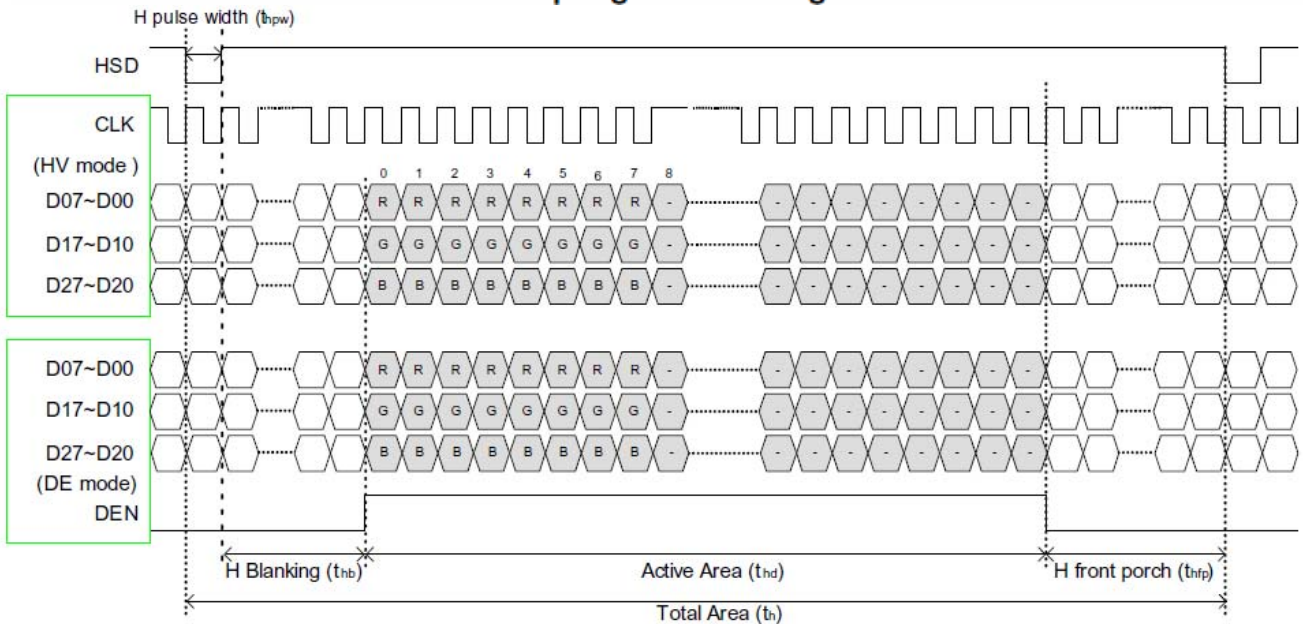 H pulse width (thpw)
HSD
CLK
(HV mode )
0 1 2 3 4 5 6 7 8
D07~D00 R R R R R R R R - - - - - - - - -
D17~D10 G G G G G G G G - - - - - - - - -
D27~D20 B B B B B B B B - - - - - - - - -
D07~D00 R R R R R R R R - - - - - - - - -
D17~D10 G G G G G G G G - - - - - - - - -
D27~D20 B B B B B B B B - - - - - - - - -
(DE mode)
DEN
H Blanking (thb) Active Area (thd) H front porch (thfp)
Total Area (th)